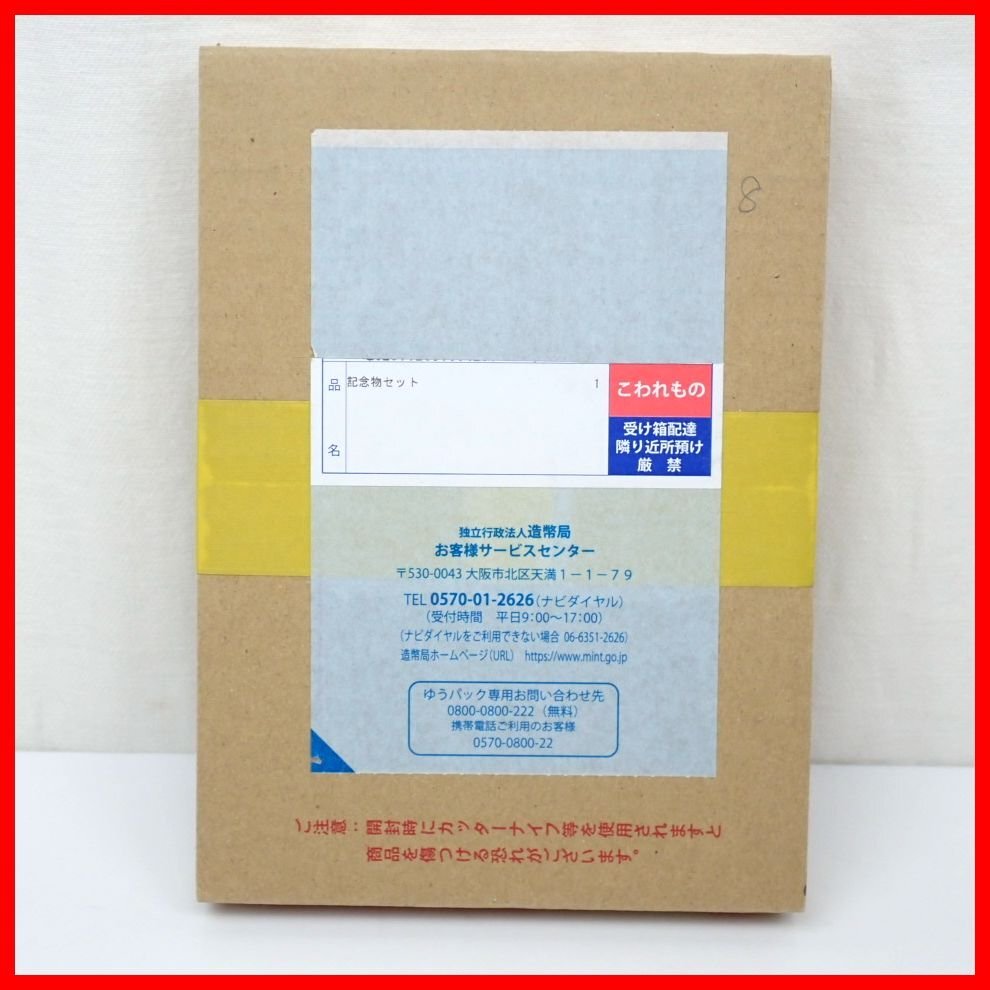 8
品 記念物セット 1
名
こわれもの
受け箱配達
隣り近所預け
厳 禁
独立行政法人造幣局
お客様サービスセンター
〒530-0043 大阪市北区天満1-1-79
TEL 0570-01-2626(ナビダイヤル)
(受付時間 平日9:00~17:00)
(ナビダイヤルをご利用できない場合 06-6351-2626)
造幣局ホームページ(URL) https://www.mint.go.jp
ゆうパック専用お問い合わせ先
0800-0800-222(無料)
携帯電話ご利用のお客様
0570-0800-22
ご注意:開封時にカッターナイフ等を使用されますと
商品を傷つける恐れがございます。